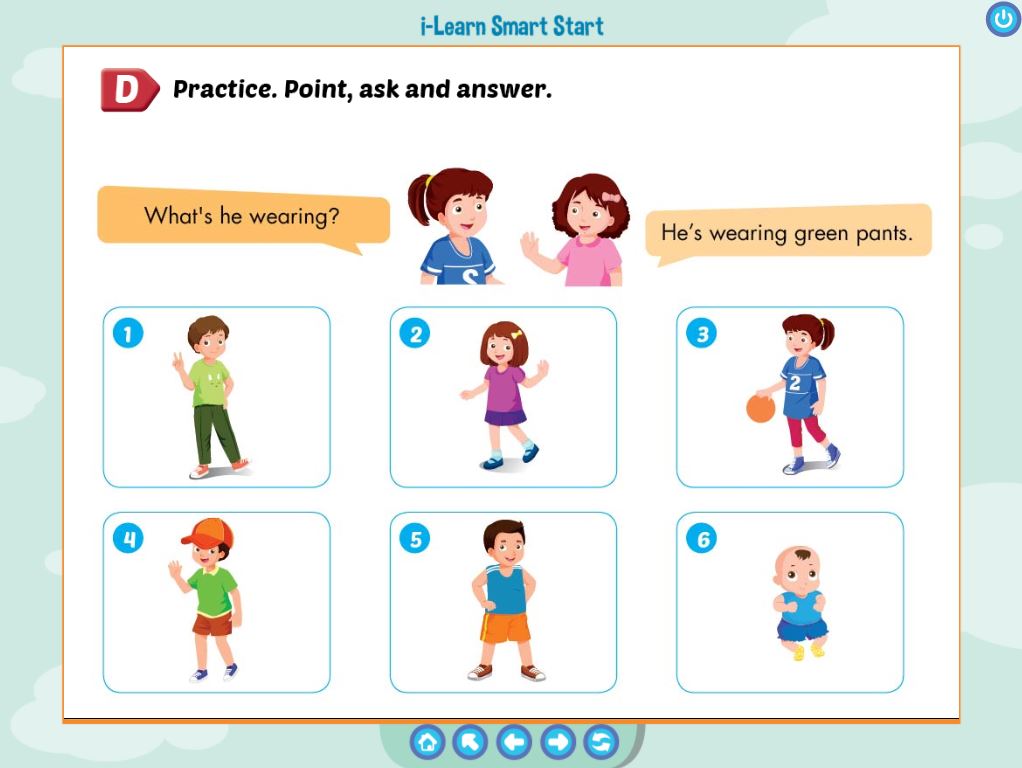 i-Learn Smart Start
D Practice. Point, ask and answer.
What's he wearing?
He's wearing green pants.
S
1
2
3
2
4
5
6